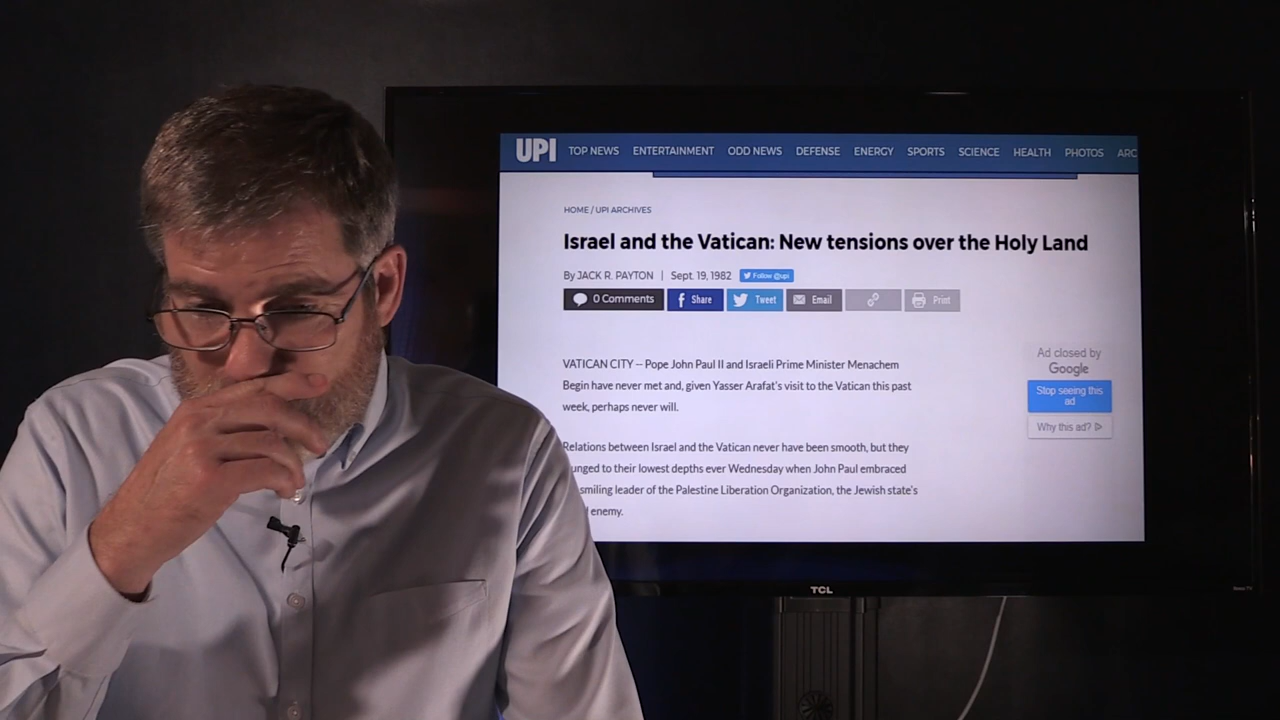 UPI TOP NEWS ENTERTAINMENT ODD NEWS DEFENSE ENERGY SPORTS SCIENCE HEALTH PHOTOS ARC
HOME / UPI ARCHIVES
Israel and the Vatican: New tensions over the Holy Land
By JACK R. PAYTON | Sept. 19, 1982 Follow @upi
0 Comments Share Tweet Email Print
VATICAN CITY -- Pope John Paul II and Israeli Prime Minister Menachem
Begin have never met and, given Yasser Arafat's visit to the Vatican this past
week, perhaps never will.
Relations between Israel and the Vatican never have been smooth, but they
unged to their lowest depths ever Wednesday when John Paul embraced
smiling leader of the Palestine Liberation Organization, the Jewish state's
enemy.
Ad closed by
Google
Stop seeing this
ad
Why this ad?
TCL